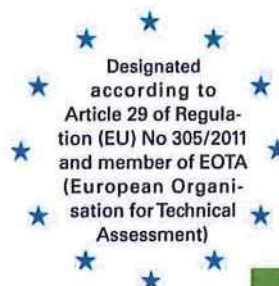 Designated
according to
Article 29 of Regula-
tion (EU) No 305/2011
and member of EOTA
(European Organi-
sation for Technical
Assessment)